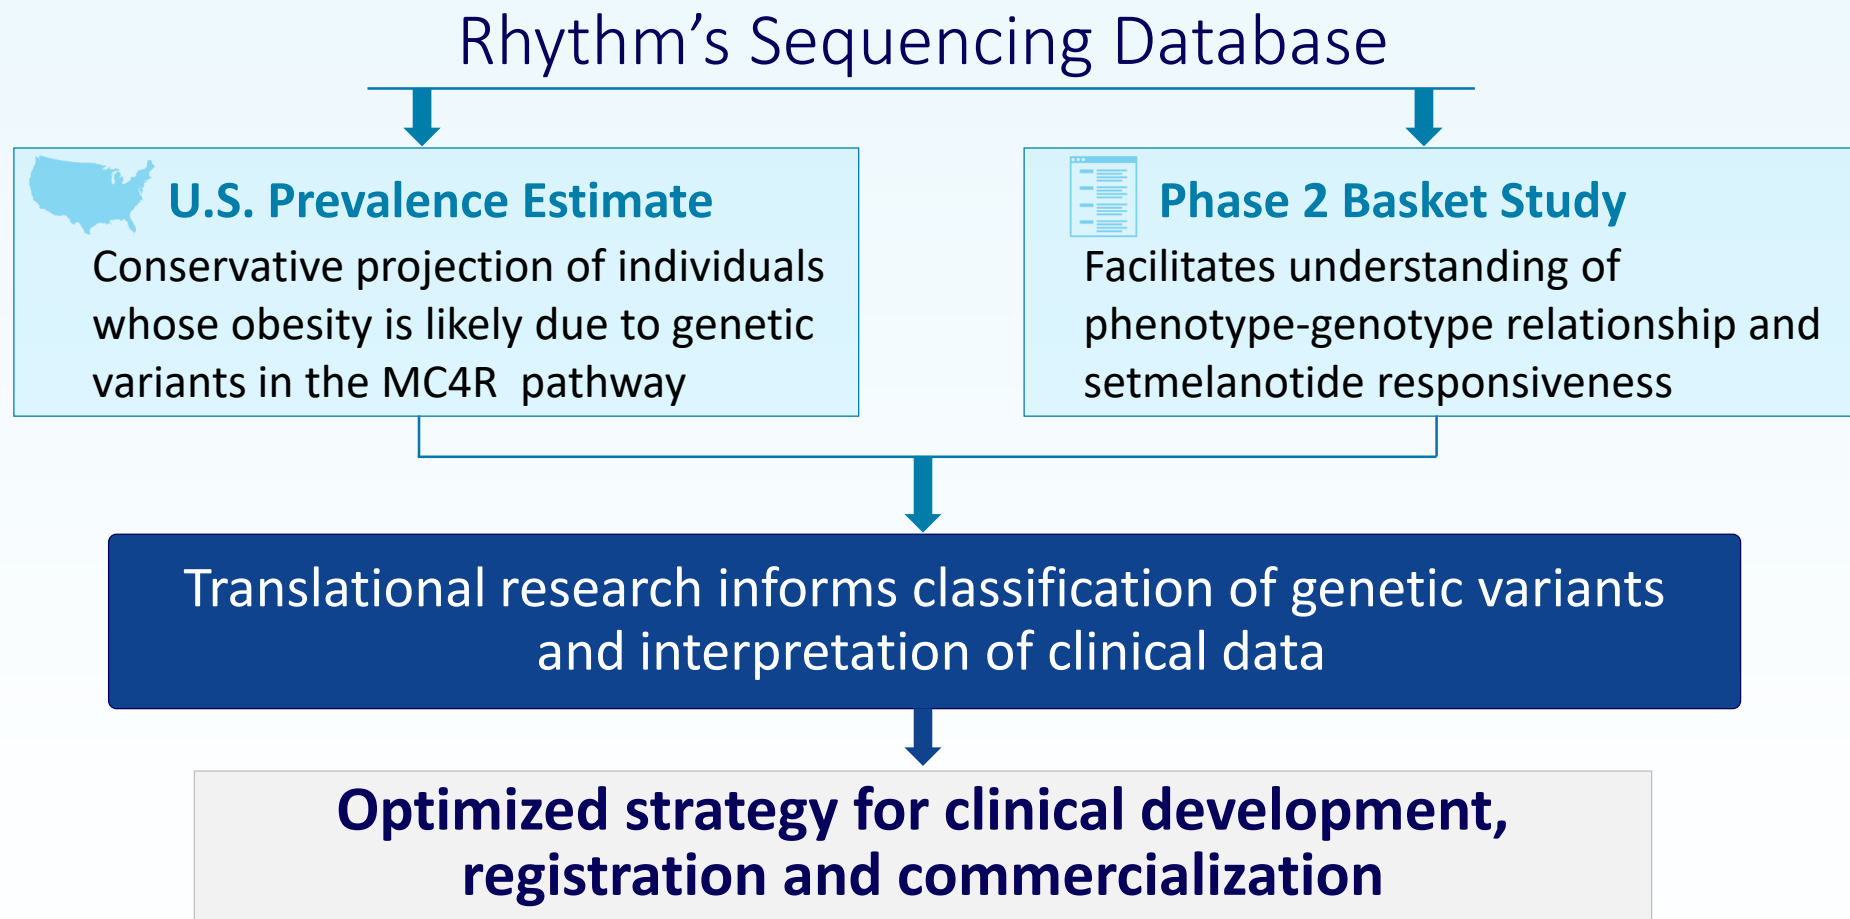 Rhythm’s Sequencing Database
U.S. Prevalence Estimate
Conservative projection of individuals
whose obesity is likely due to genetic
variants in the MC4R  pathway
Phase 2 Basket Study
Facilitates understanding of
phenotype-genotype relationship and
setmelanotide responsiveness
Translational research informs classification of genetic variants
and interpretation of clinical data
Optimized strategy for clinical development,
registration and commercialization